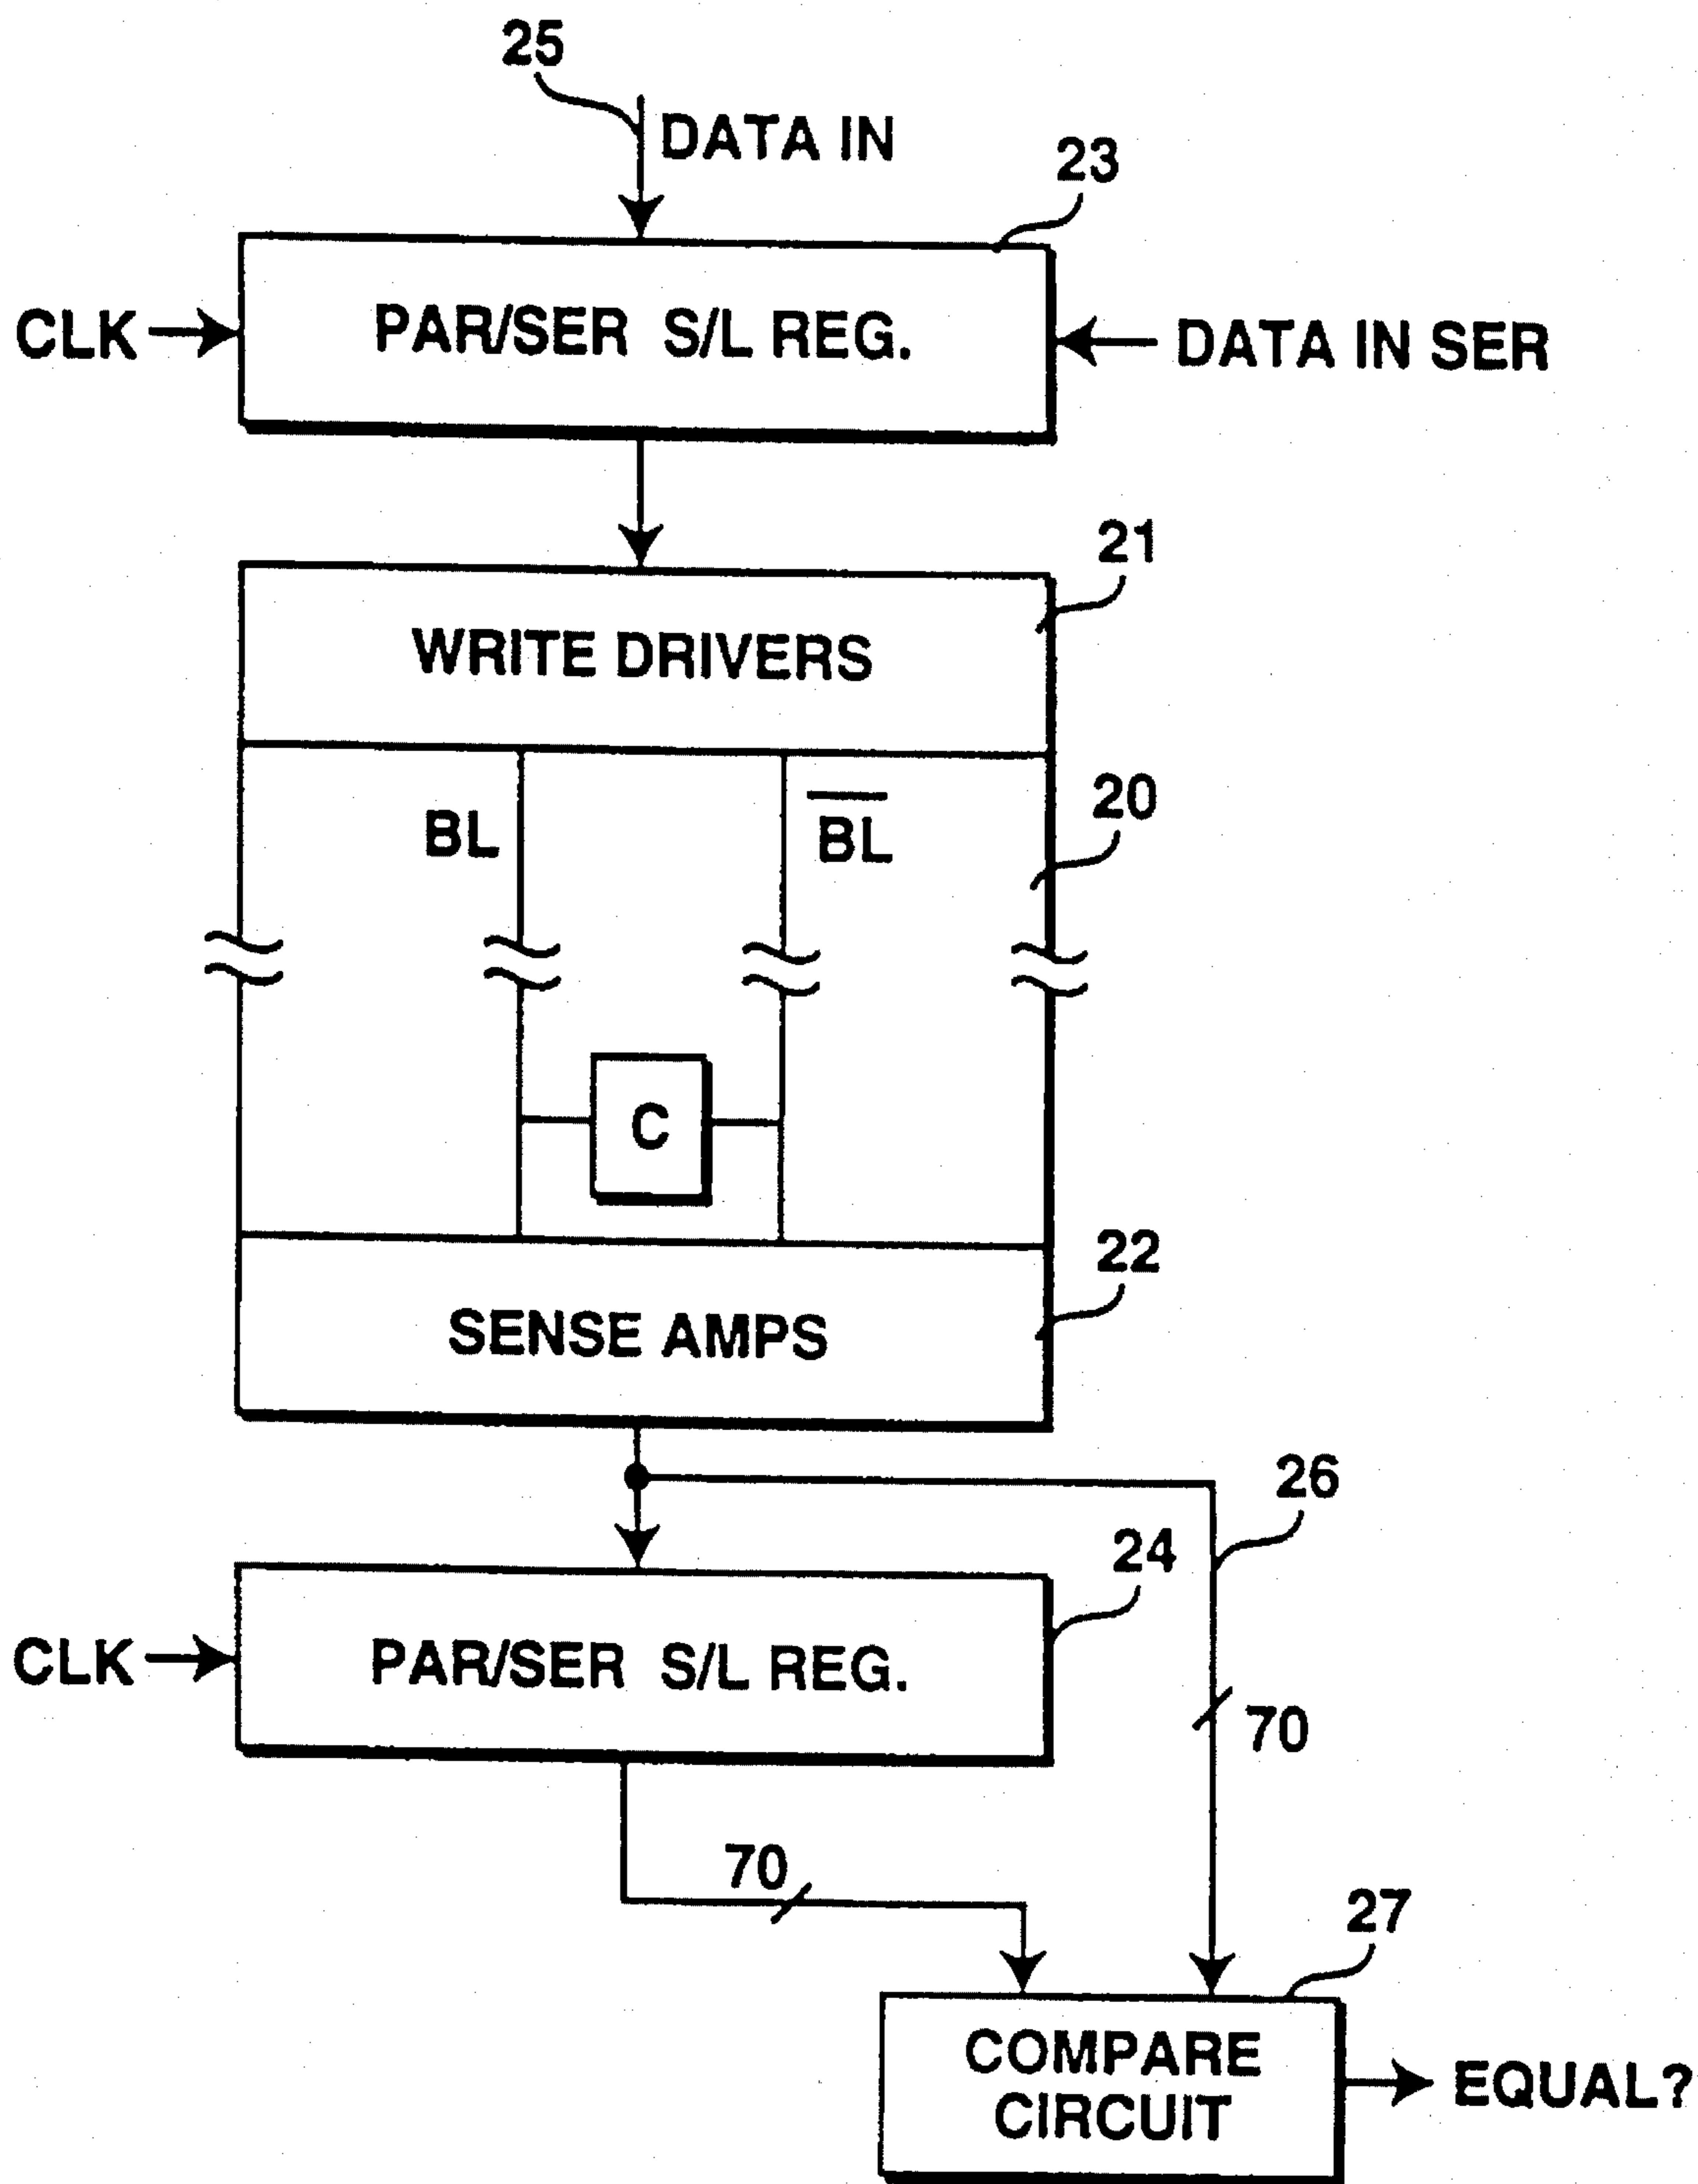 25
DATA IN
23
CLK
PAR/SER S/L REG.
DATA IN SER
21
WRITE DRIVERS
20
BL
B̅L̅
C
22
SENSE AMPS
26
24
CLK
PAR/SER S/L REG.
70
70
27
COMPARE
CIRCUIT
EQUAL?